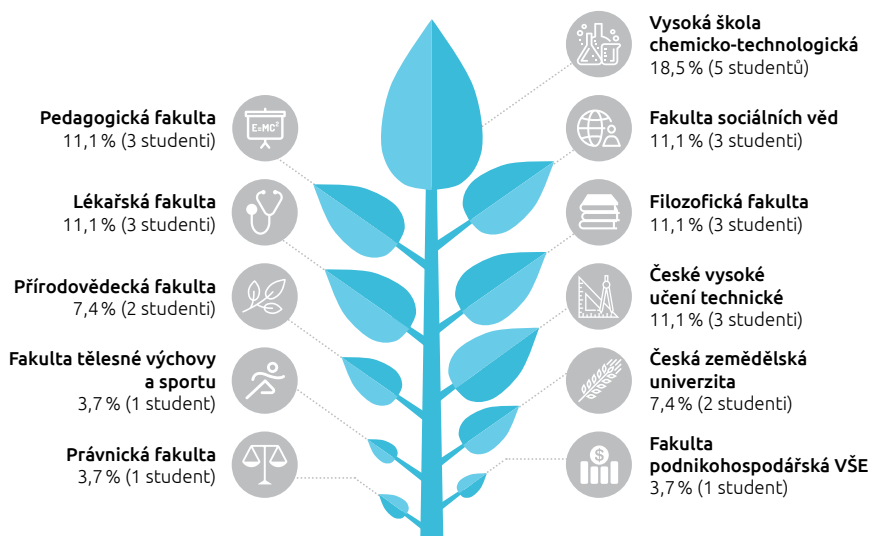 Vysoká škola
chemicko-technologická
18,5 % (5 studentů)
Pedagogická fakulta
11,1 % (3 studenti)
E=MC²
Fakulta sociálních věd
11,1 % (3 studenti)
Lékařská fakulta
11,1 % (3 studenti)
Filozofická fakulta
11,1 % (3 studenti)
Přírodovědecká fakulta
7,4 % (2 studenti)
České vysoké
učení technické
11,1 % (3 studenti)
Fakulta tělesné výchovy
a sportu
3,7 % (1 student)
Česká zemědělská
univerzita
7,4 % (2 studenti)
Právnická fakulta
3,7 % (1 student)
$
Fakulta
podnikohospodářská VŠE
3,7 % (1 student)